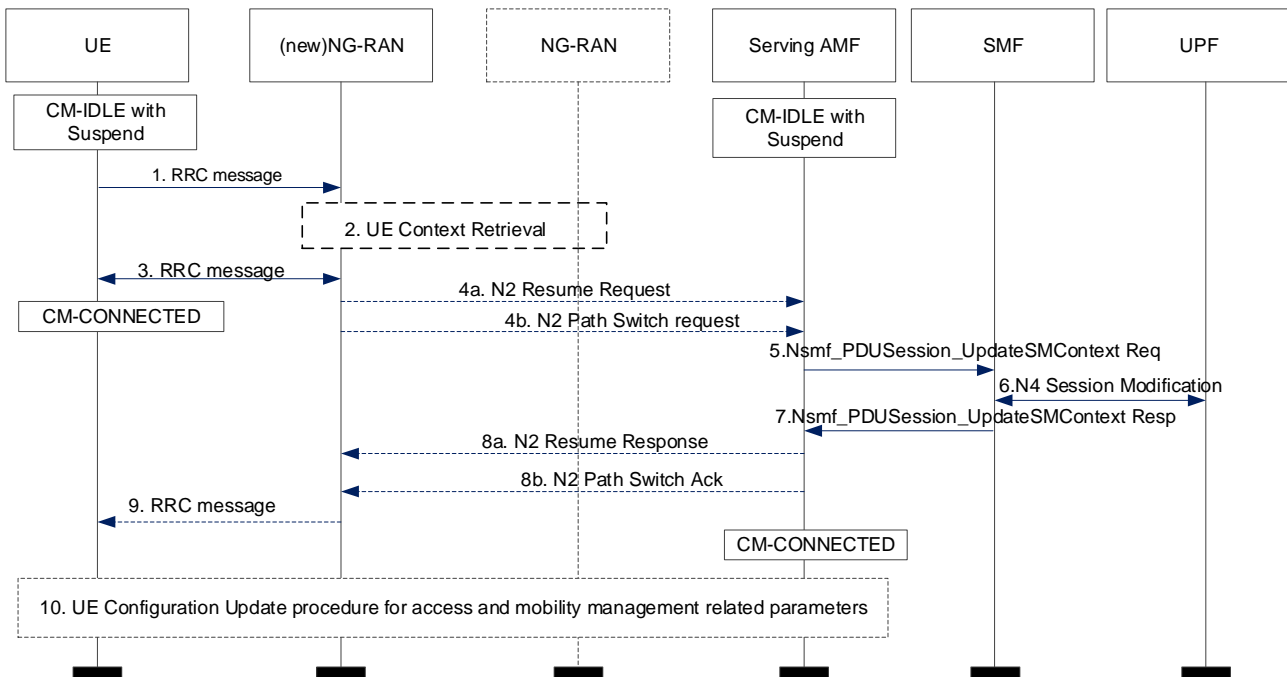 UE
(new)NG-RAN
NG-RAN
Serving AMF
SMF
UPF
CM-IDLE with
Suspend
CM-IDLE with
Suspend
1. RRC message
2. UE Context Retrieval
3. RRC message
4a. N2 Resume Request
CM-CONNECTED
4b. N2 Path Switch request
5.Nsmf_PDUSession_UpdateSMContext Req
6.N4 Session Modification
7.Nsmf_PDUSession_UpdateSMContext Resp
8a. N2 Resume Response
8b. N2 Path Switch Ack
9. RRC message
CM-CONNECTED
10. UE Configuration Update procedure for access and mobility management related parameters